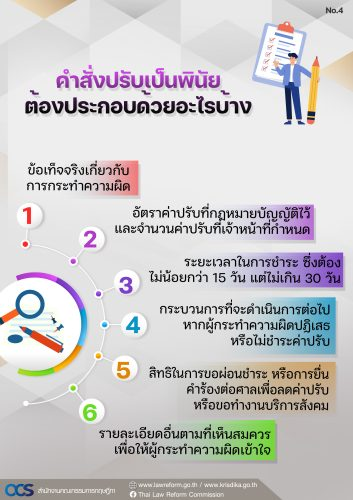 No.4
คำสั่งปรับเป็นพินัย
ต้องประกอบด้วยอะไรบ้าง
ข้อเท็จจริงเกี่ยวกับ
การกระทำความผิด
1
อัตราค่าปรับที่กฎหมายบัญญัติไว้
และจำนวนค่าปรับที่เจ้าหน้าที่กำหนด
2
ระยะเวลาในการชำระ ซึ่งต้อง
ไม่น้อยกว่า 15 วัน แต่ไม่เกิน 30 วัน
3
กระบวนการที่จะดำเนินการต่อไป
หากผู้กระทำความผิดปฏิเสธ
หรือไม่ชำระค่าปรับ
4
สิทธิในการขอผ่อนชำระ หรือการยื่น
คำร้องต่อศาลเพื่อลดค่าปรับ
หรือขอทำงานบริการสังคม
5
6
รายละเอียดอื่นตามที่เห็นสมควร
เพื่อให้ผู้กระทำความผิดเข้าใจ
OCS สำนักงานคณะกรรมการกฤษฎีกา
www.lawreform.go.th / www.krisdika.go.th
Thai Law Reform Commission